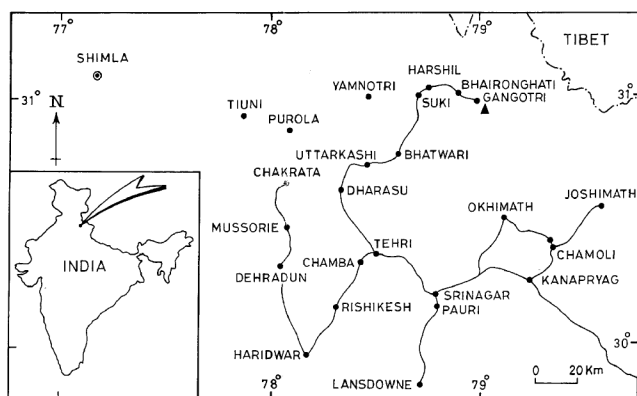 77° 78° 79°
TIBET
SHIMLA
HARSHIL
YAMNOTRI
BHAIRONGHATI
31° N SUKI GANGOTRI 31°
TIUNI
PUROLA
UTTARKASHI BHATWARI
CHAKRATA
DHARASU
JOSHIMATH
OKHIMATH
MUSSORIE
TEHRI
CHAMOLI
INDIA
DEHRADUN CHAMBA
KANAPRYAG
SRINAGAR
RISHIKESH PAURI
30°
HARIDWAR
0 20 Km
LANSDOWNE
77° 78° 79°